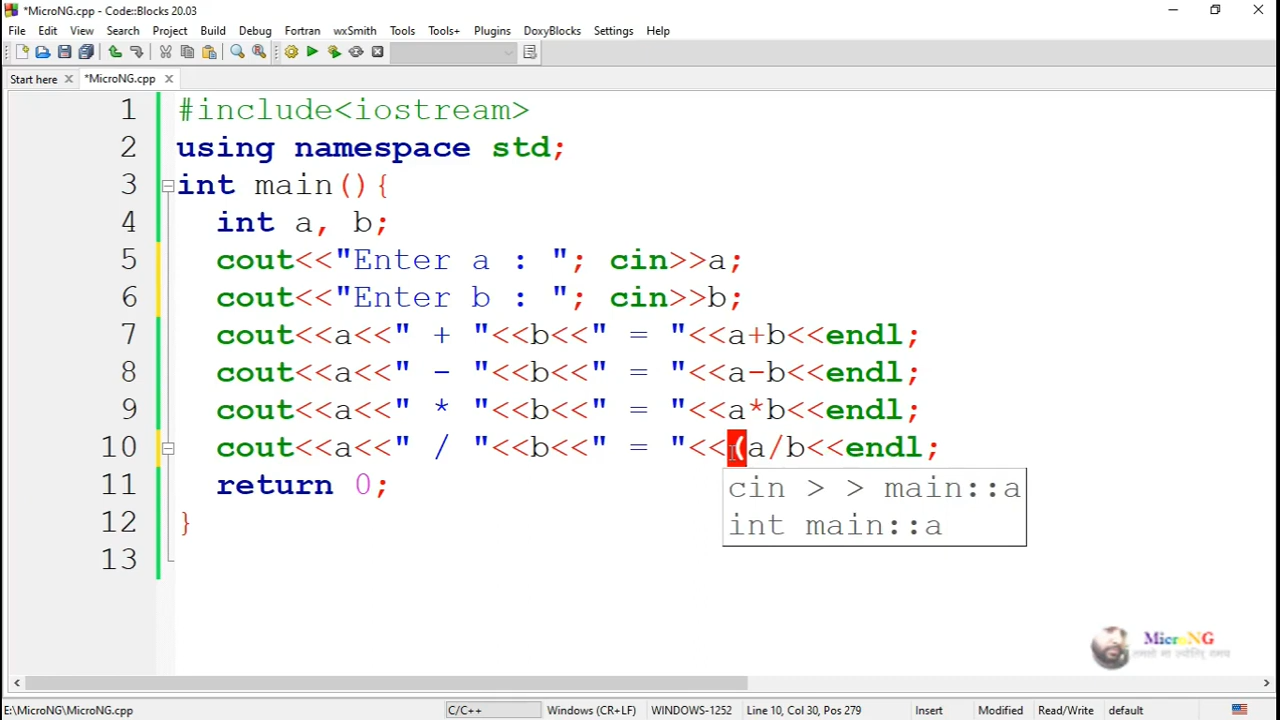 *MicroNG.cpp - Code::Blocks 20.03
File Edit View Search Project Build Debug Fortran wxSmith Tools Tools+ Plugins DoxyBlocks Settings Help
Start here *MicroNG.cpp
1 #include<iostream>
2 using namespace std;
3 int main(){
4 int a, b;
5 cout<<"Enter a : "; cin>>a;
6 cout<<"Enter b : "; cin>>b;
7 cout<<a<<" + "<<b<<" = "<<a+b<<endl;
8 cout<<a<<" - "<<b<<" = "<<a-b<<endl;
9 cout<<a<<" * "<<b<<" = "<<a*b<<endl;
10 cout<<a<<" / "<<b<<" = "<<(a/b<<endl;
cin > > main::a
11 return 0;
int main::a
12 }
13
MicroNG
E:\MicroNG\MicroNG.cpp C/C++ Windows (CR+LF) WINDOWS-1252 Line 10, Col 30, Pos 279 Insert Modified Read/Write default